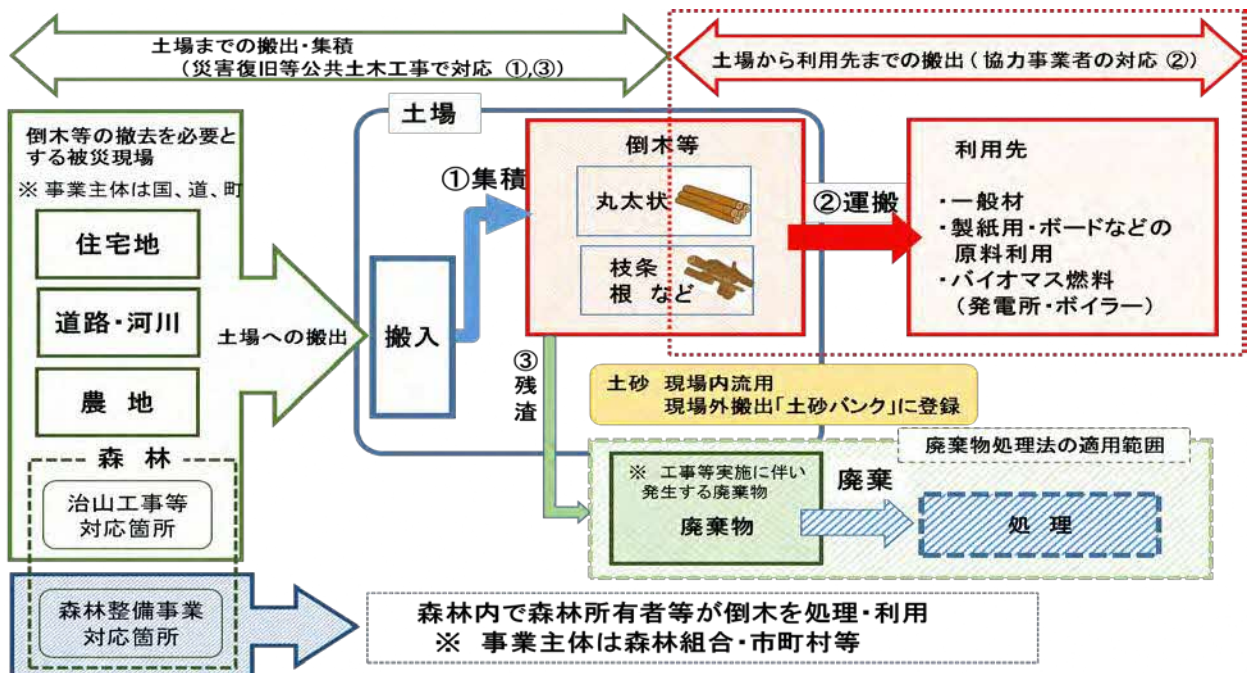 土場までの搬出・集積
（災害復旧等公共土木工事で対応 ①,③）
土場から利用先までの搬出（協力事業者の対応 ②）
倒木等の撤去を必要と
する被災現場
※ 事業主体は国、道、町
住宅地
道路・河川
農 地
森 林
治山工事等
対応箇所
森林整備事業
対応箇所
土場への搬出
土場
搬入
①集積
倒木等
丸太状
枝条
根 など
②運搬
利用先
・一般材
・製紙用・ボードなどの
原料利用
・バイオマス燃料
（発電所・ボイラー）
③
残
渣
土砂 現場内流用
現場外搬出「土砂バンク」に登録
廃棄物処理法の適用範囲
※ 工事等実施に伴い
発生する廃棄物
廃棄物
廃棄
処 理
森林内で森林所有者等が倒木を処理・利用
※ 事業主体は森林組合・市町村等